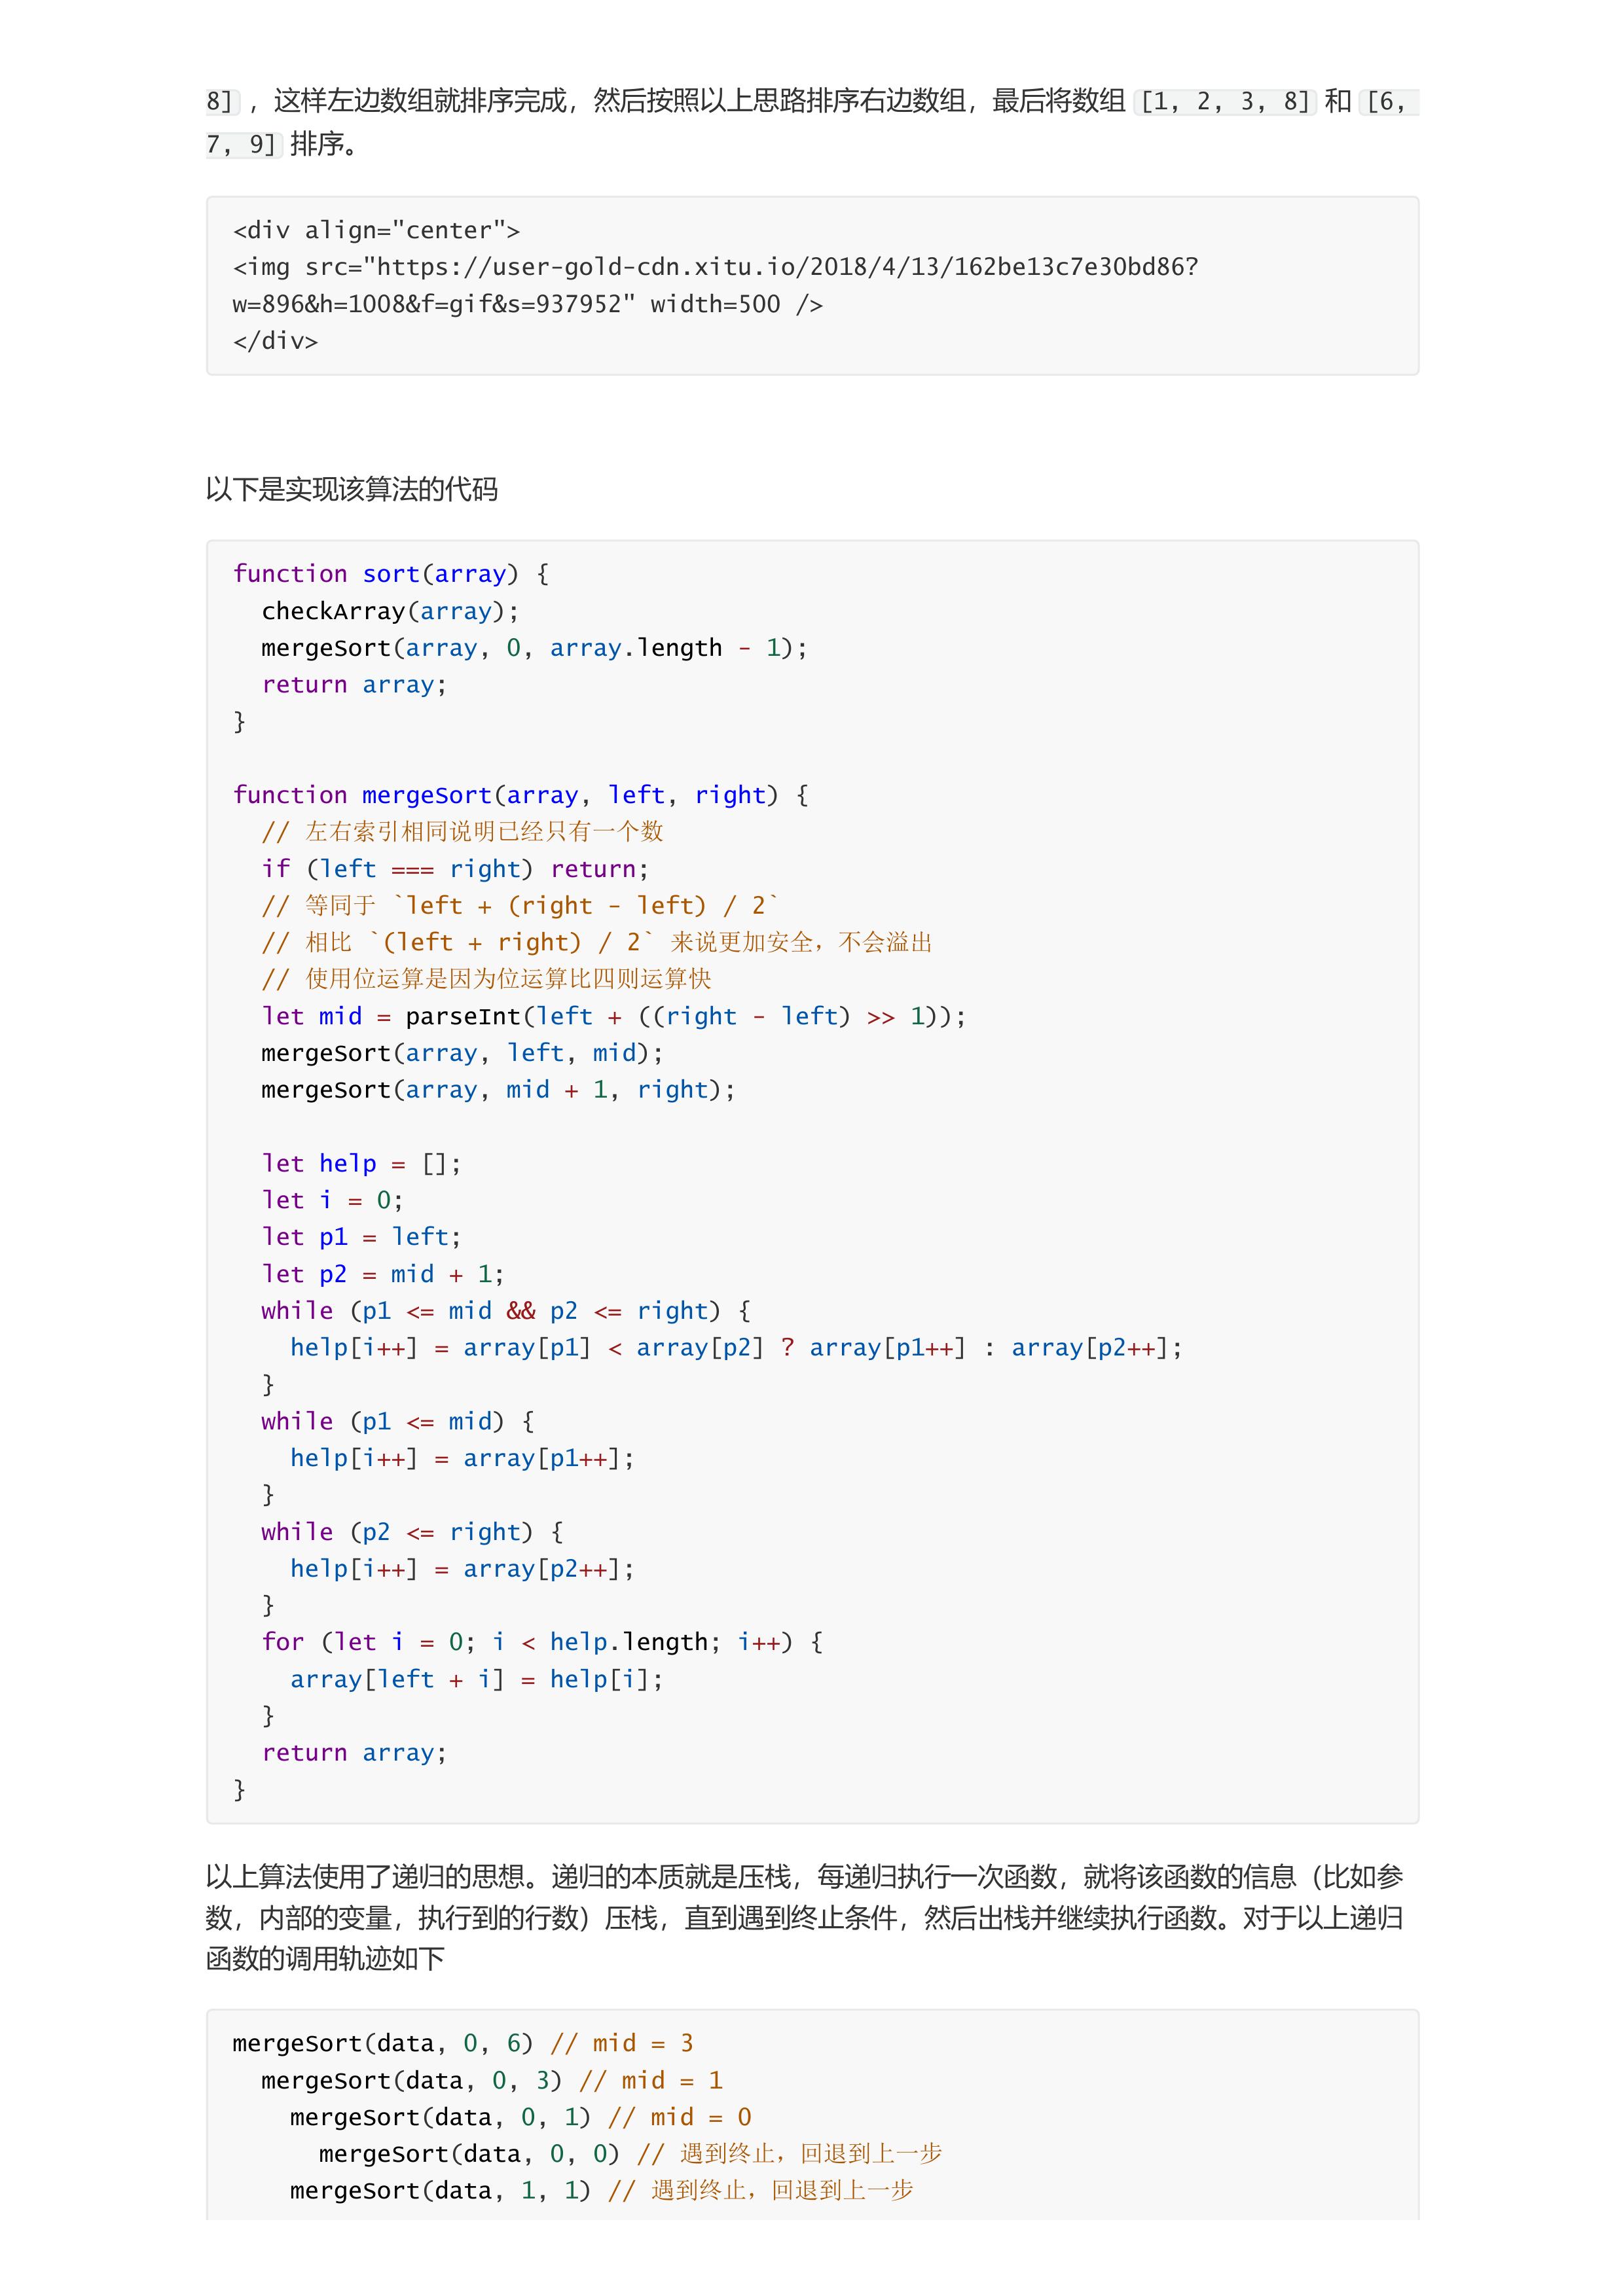 8] ，这样左边数组就排序完成，然后按照以上思路排序右边数组，最后将数组 [1, 2, 3, 8] 和 [6,
7, 9] 排序。
<div align="center">
<img src="https://user-gold-cdn.xitu.io/2018/4/13/162be13c7e30bd86?
w=896&h=1008&f=gif&s=937952" width=500 />
</div>
以下是实现该算法的代码
function sort(array) {
  checkArray(array);
  mergeSort(array, 0, array.length - 1);
  return array;
}
function mergeSort(array, left, right) {
  // 左右索引相同说明已经只有一个数
  if (left === right) return;
  // 等同于 `left + (right - left) / 2`
  // 相比 `(left + right) / 2` 来说更加安全，不会溢出
  // 使用位运算是因为位运算比四则运算快
  let mid = parseInt(left + ((right - left) >> 1));
  mergeSort(array, left, mid);
  mergeSort(array, mid + 1, right);
  let help = [];
  let i = 0;
  let p1 = left;
  let p2 = mid + 1;
  while (p1 <= mid && p2 <= right) {
    help[i++] = array[p1] < array[p2] ? array[p1++] : array[p2++];
  }
  while (p1 <= mid) {
    help[i++] = array[p1++];
  }
  while (p2 <= right) {
    help[i++] = array[p2++];
  }
  for (let i = 0; i < help.length; i++) {
    array[left + i] = help[i];
  }
  return array;
}
以上算法使用了递归的思想。递归的本质就是压栈，每递归执行一次函数，就将该函数的信息（比如参
数，内部的变量，执行到的行数）压栈，直到遇到终止条件，然后出栈并继续执行函数。对于以上递归
函数的调用轨迹如下
mergeSort(data, 0, 6) // mid = 3
  mergeSort(data, 0, 3) // mid = 1
    mergeSort(data, 0, 1) // mid = 0
      mergeSort(data, 0, 0) // 遇到终止，回退到上一步
    mergeSort(data, 1, 1) // 遇到终止，回退到上一步